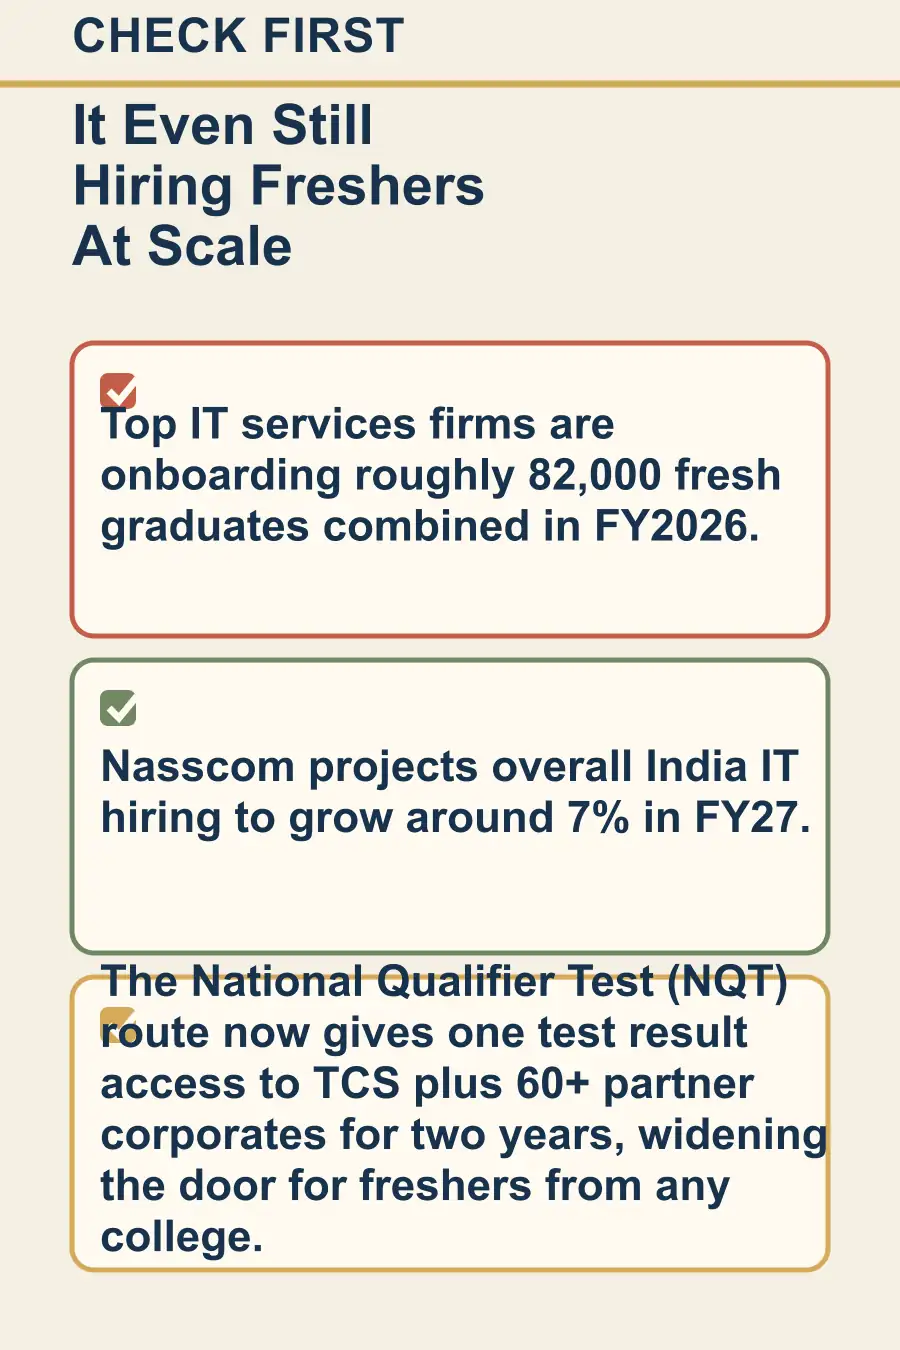 CHECK FIRST
It Even Still
Hiring Freshers
At Scale
Top IT services firms are
onboarding roughly 82,000 fresh
graduates combined in FY2026.
Nasscom projects overall India IT
hiring to grow around 7% in FY27.
The National Qualifier Test (NQT)
route now gives one test result
access to TCS plus 60+ partner
corporates for two years, widening
the door for freshers from any
college.